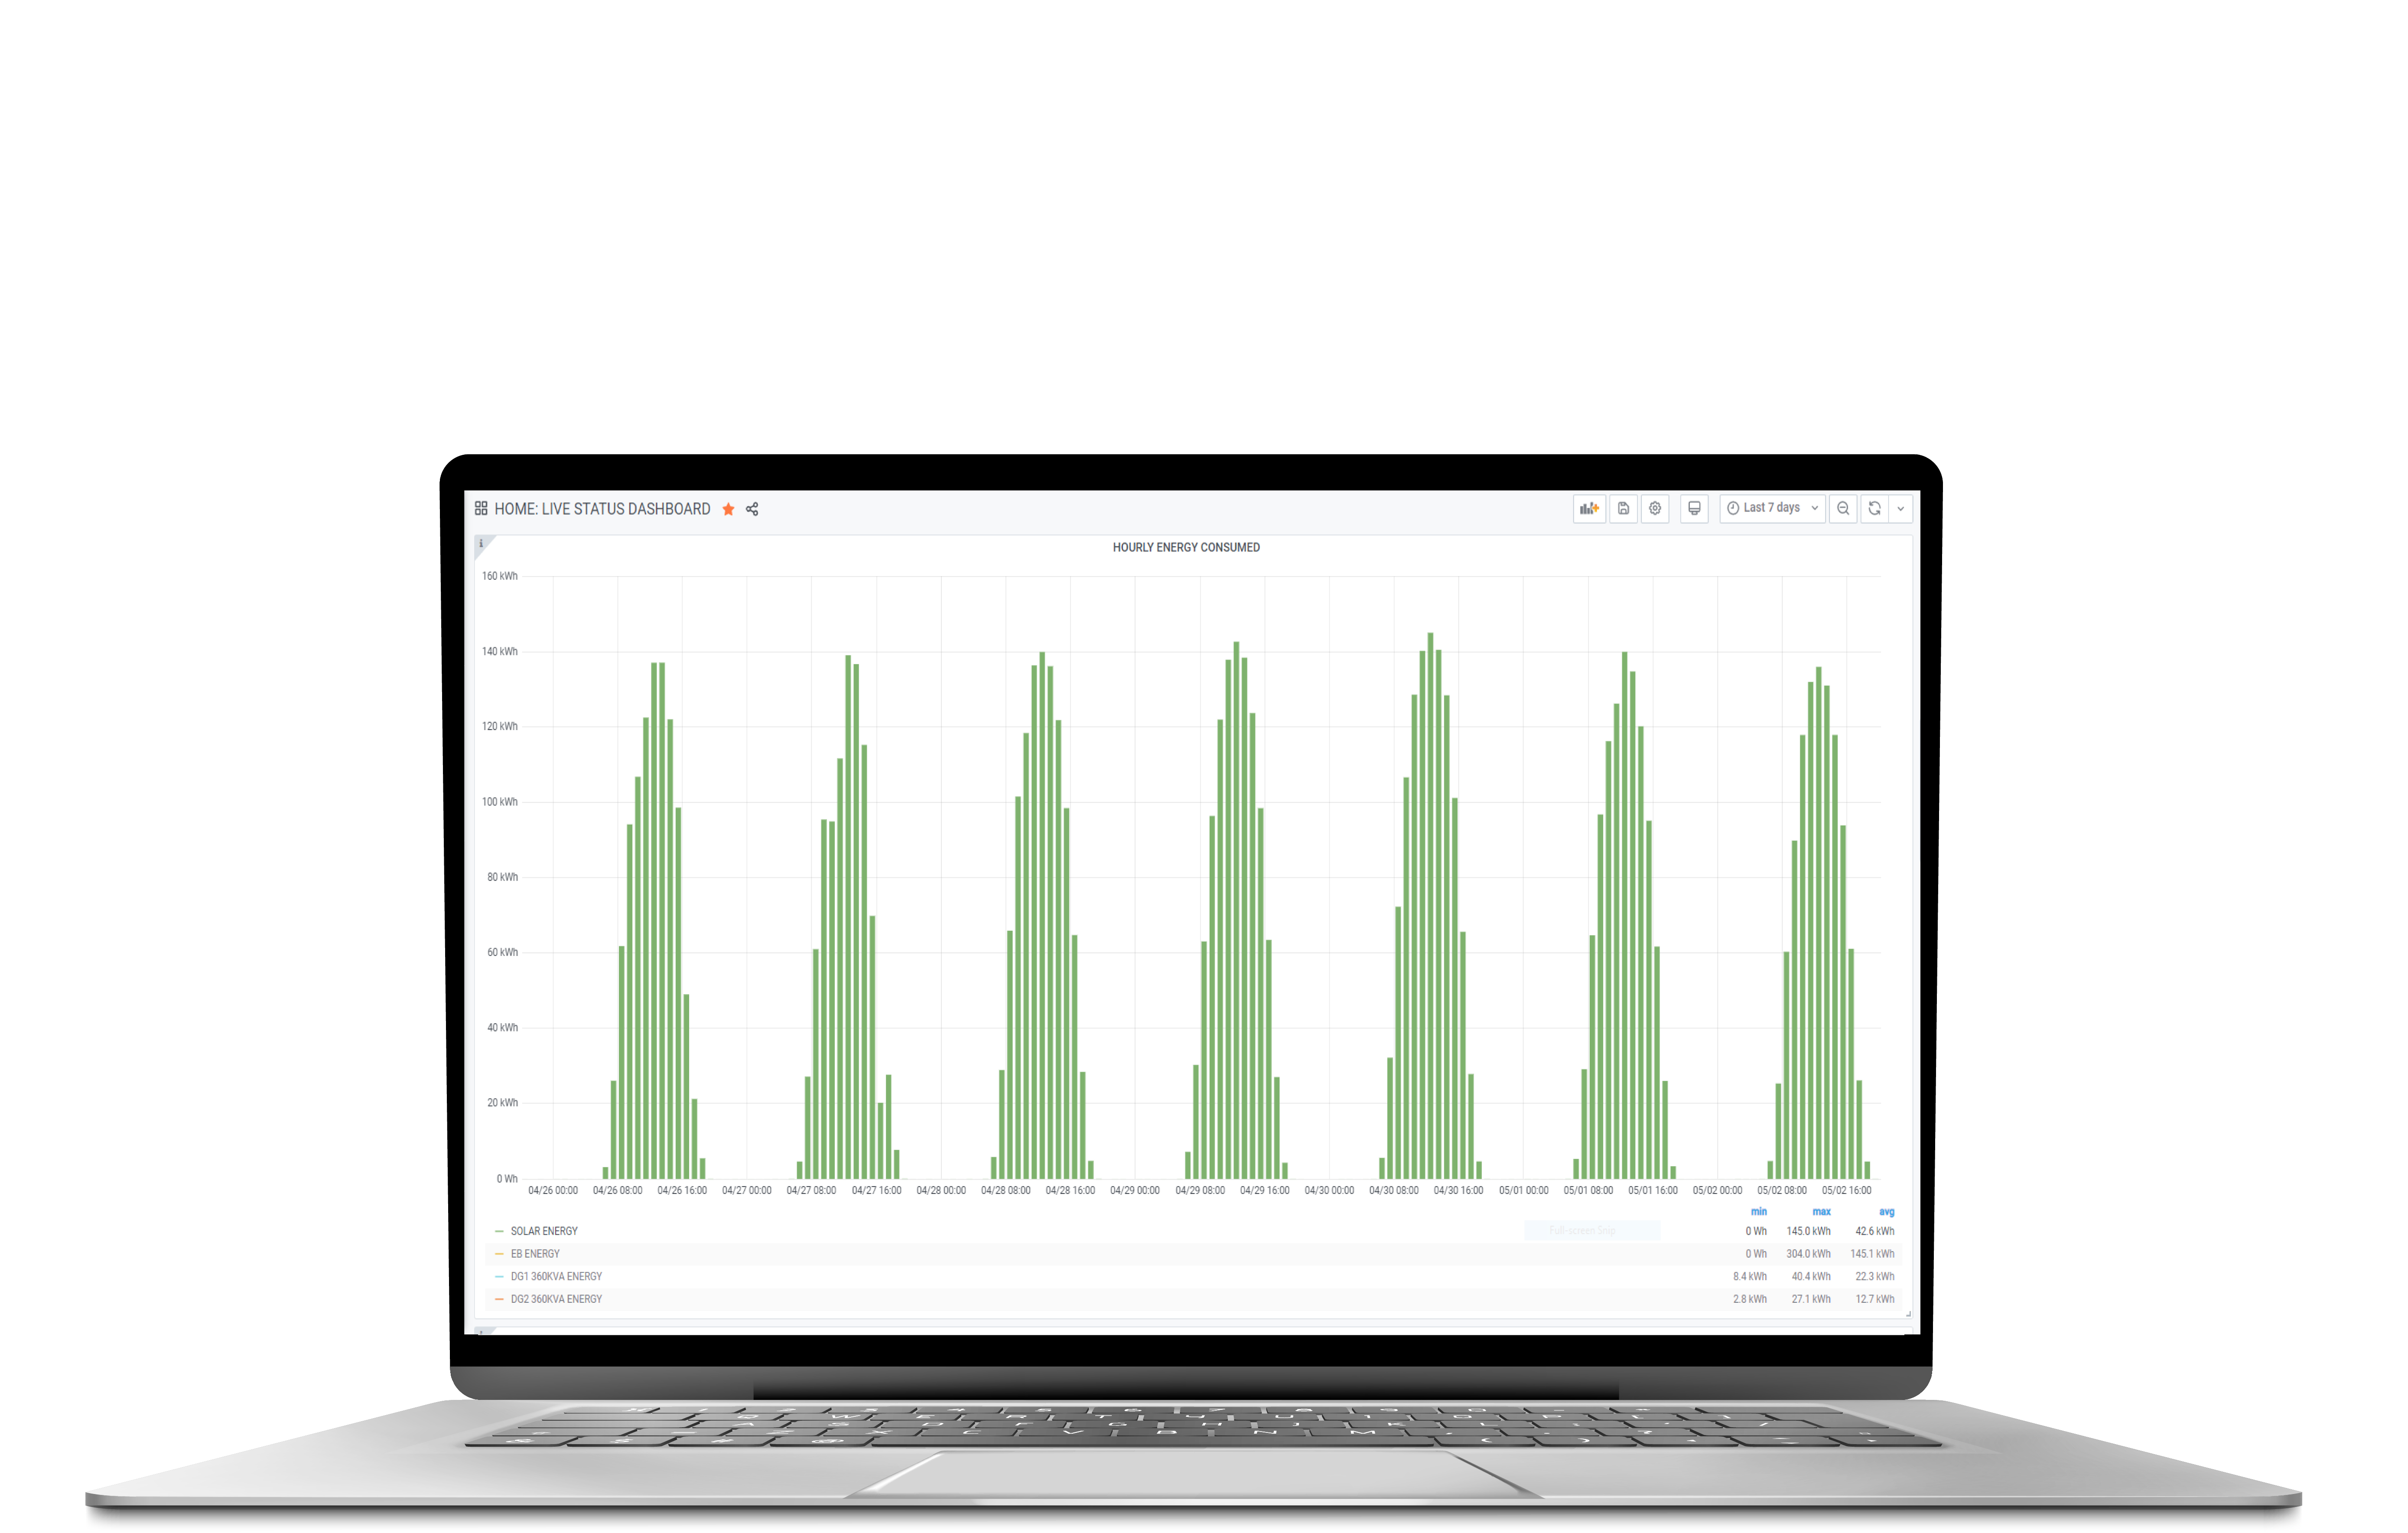 HOME: LIVE STATUS DASHBOARD
Last 7 days
i
HOURLY ENERGY CONSUMED
160 kWh
140 kWh
120 kWh
100 kWh
80 kWh
60 kWh
40 kWh
20 kWh
0 Wh
04/26 00:00 04/26 08:00 04/26 16:00 04/27 00:00 04/27 08:00 04/27 16:00 04/28 00:00 04/28 08:00 04/28 16:00 04/29 00:00 04/29 08:00 04/29 16:00 04/30 00:00 04/30 08:00 04/30 16:00 05/01 00:00 05/01 08:00 05/01 16:00 05/02 00:00 05/02 08:00 05/02 16:00
min max avg
SOLAR ENERGY Full-screen Snip 0 Wh 145.0 kWh 42.6 kWh
EB ENERGY 0 Wh 304.0 kWh 145.1 kWh
DG1 360KVA ENERGY 8.4 kWh 40.4 kWh 22.3 kWh
DG2 360KVA ENERGY 2.8 kWh 27.1 kWh 12.7 kWh